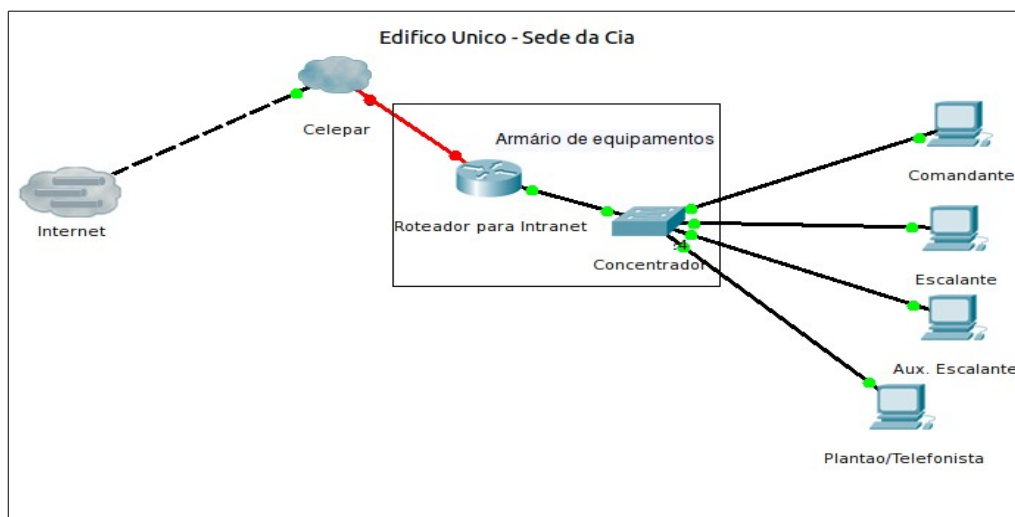 Edifico Unico - Sede da Cia
Celepar
Armário de equipamentos
Internet
Roteador para Intranet
Concentrador
Comandante
Escalante
Aux. Escalante
Plantao/Telefonista